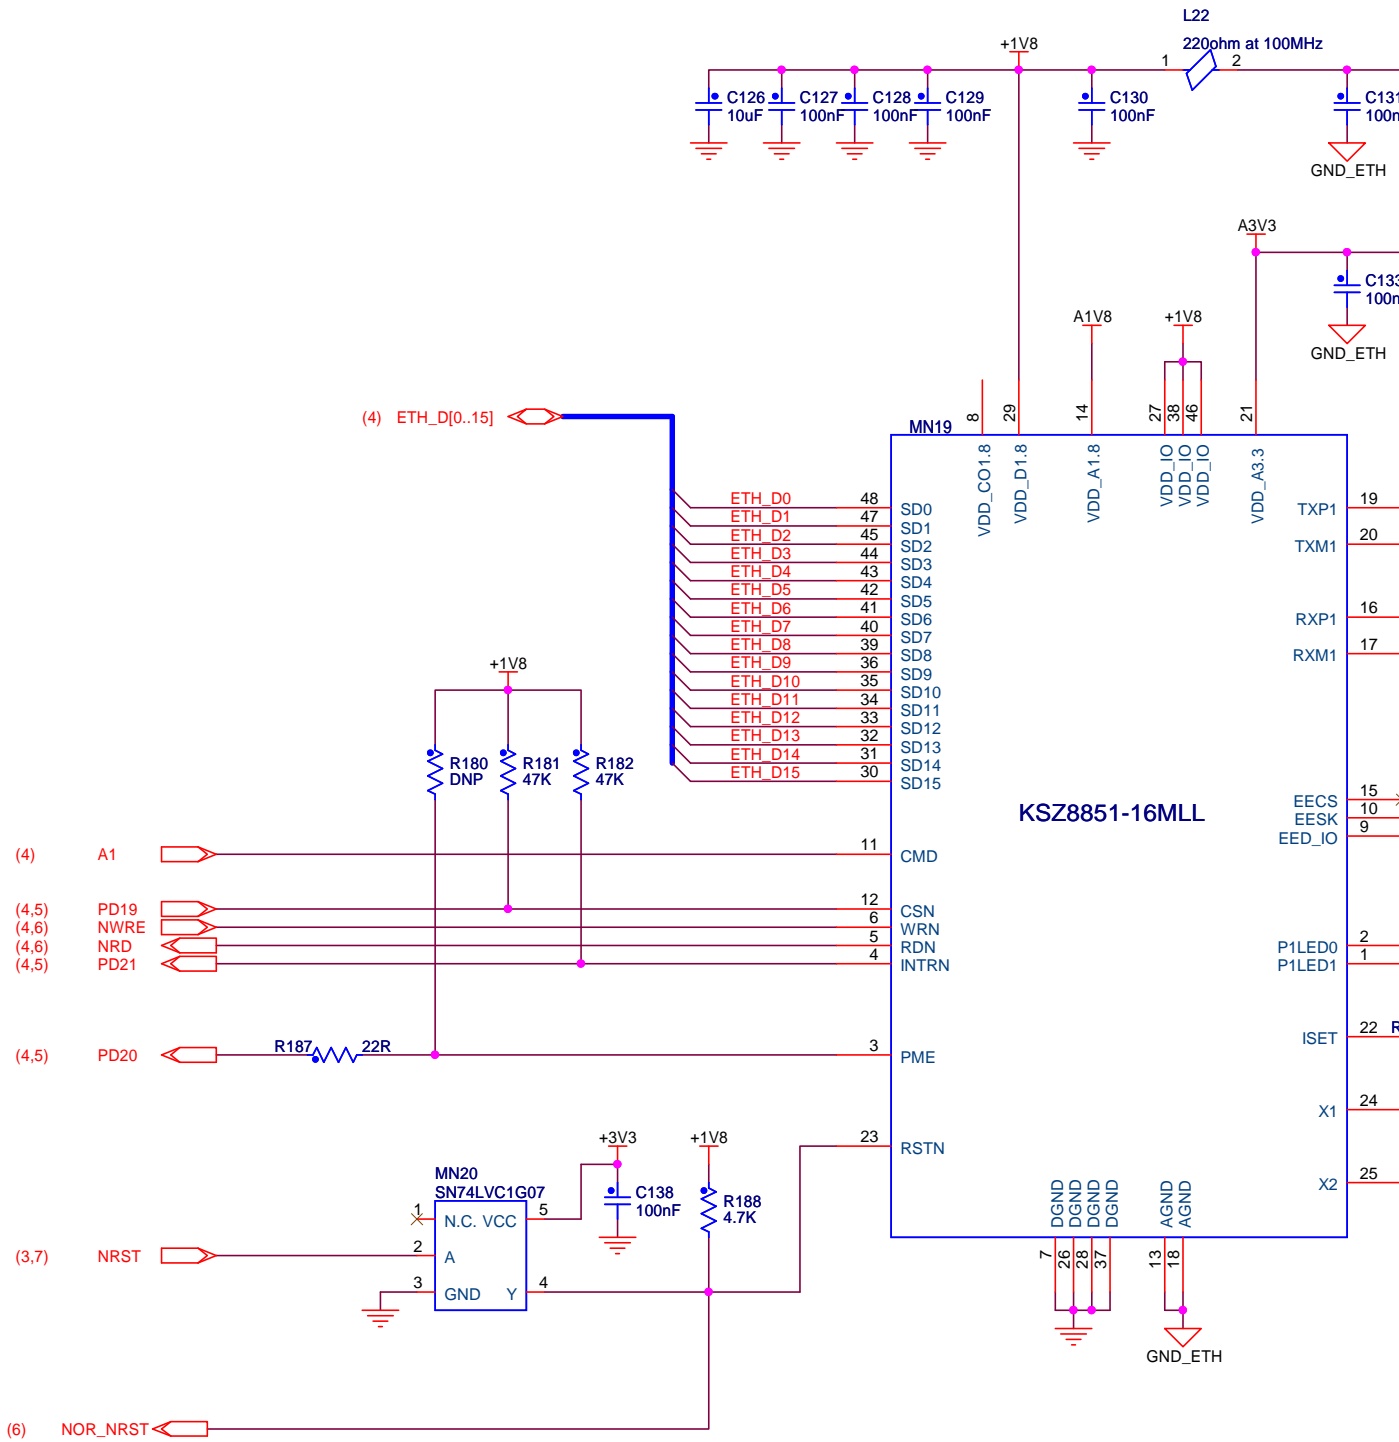 L22
220ohm at 100MHz
+1V8
1 2
C126
10uF
C127
100nF
C128
100nF
C129
100nF
C130
100nF
C131
100n
GND_ETH
A3V3
C133
100n
GND_ETH
A1V8
+1V8
(4) ETH_D[0..15]
MN19
8
29
14
27
38
46
21
VDD_CO1.8
VDD_D1.8
VDD_A1.8
VDD_IO
VDD_IO
VDD_IO
VDD_A3.3
ETH_D0 48 SD0
ETH_D1 47 SD1
ETH_D2 45 SD2
ETH_D3 44 SD3
ETH_D4 43 SD4
ETH_D5 42 SD5
ETH_D6 41 SD6
ETH_D7 40 SD7
ETH_D8 39 SD8
ETH_D9 36 SD9
ETH_D10 35 SD10
ETH_D11 34 SD11
ETH_D12 33 SD12
ETH_D13 32 SD13
ETH_D14 31 SD14
ETH_D15 30 SD15
TXP1 19
TXM1 20
RXP1 16
RXM1 17
+1V8
R180
DNP
R181
47K
R182
47K
KSZ8851-16MLL
EECS 15
EESK 10
EED_IO 9
(4) A1 11 CMD
(4,5) PD19 12 CSN
(4,6) NWRE 6 WRN
(4,6) NRD 5 RDN
(4,5) PD21 4 INTRN
P1LED0 2
P1LED1 1
ISET 22 R
(4,5) PD20 R187 22R 3 PME
X1 24
X2 25
23 RSTN
+3V3
+1V8
MN20
SN74LVC1G07
C138
100nF
R188
4.7K
1 N.C. VCC 5
(3,7) NRST 2 A
3 GND Y 4
DGND
DGND
DGND
DGND
AGND
AGND
7
26
28
37
13
18
GND_ETH
(6) NOR_NRST